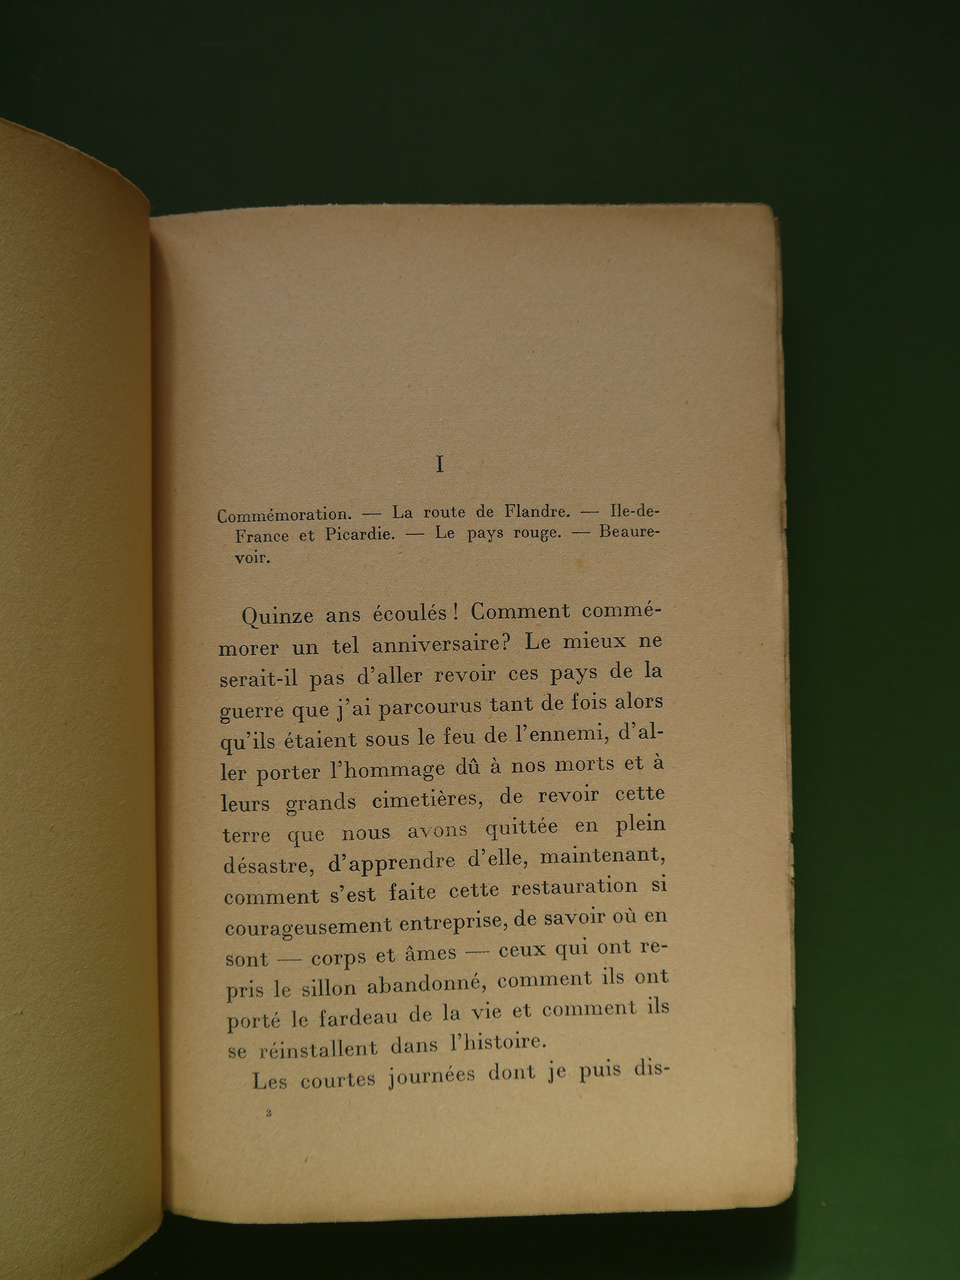 I
Commémoration. — La route de Flandre. — Ile-de-
France et Picardie. — Le pays rouge. — Beaure-
voir.
Quinze ans écoulés ! Comment commé-
morer un tel anniversaire? Le mieux ne
serait-il pas d'aller revoir ces pays de la
guerre que j'ai parcourus tant de fois alors
qu'ils étaient sous le feu de l'ennemi, d'al-
ler porter l'hommage dû à nos morts et à
leurs grands cimetières, de revoir cette
terre que nous avons quittée en plein
désastre, d'apprendre d'elle, maintenant,
comment s'est faite cette restauration si
courageusement entreprise, de savoir où en
sont — corps et âmes — ceux qui ont re-
pris le sillon abandonné, comment ils ont
porté le fardeau de la vie et comment ils
se réinstallent dans l'histoire.
Les courtes journées dont je puis dis-
3